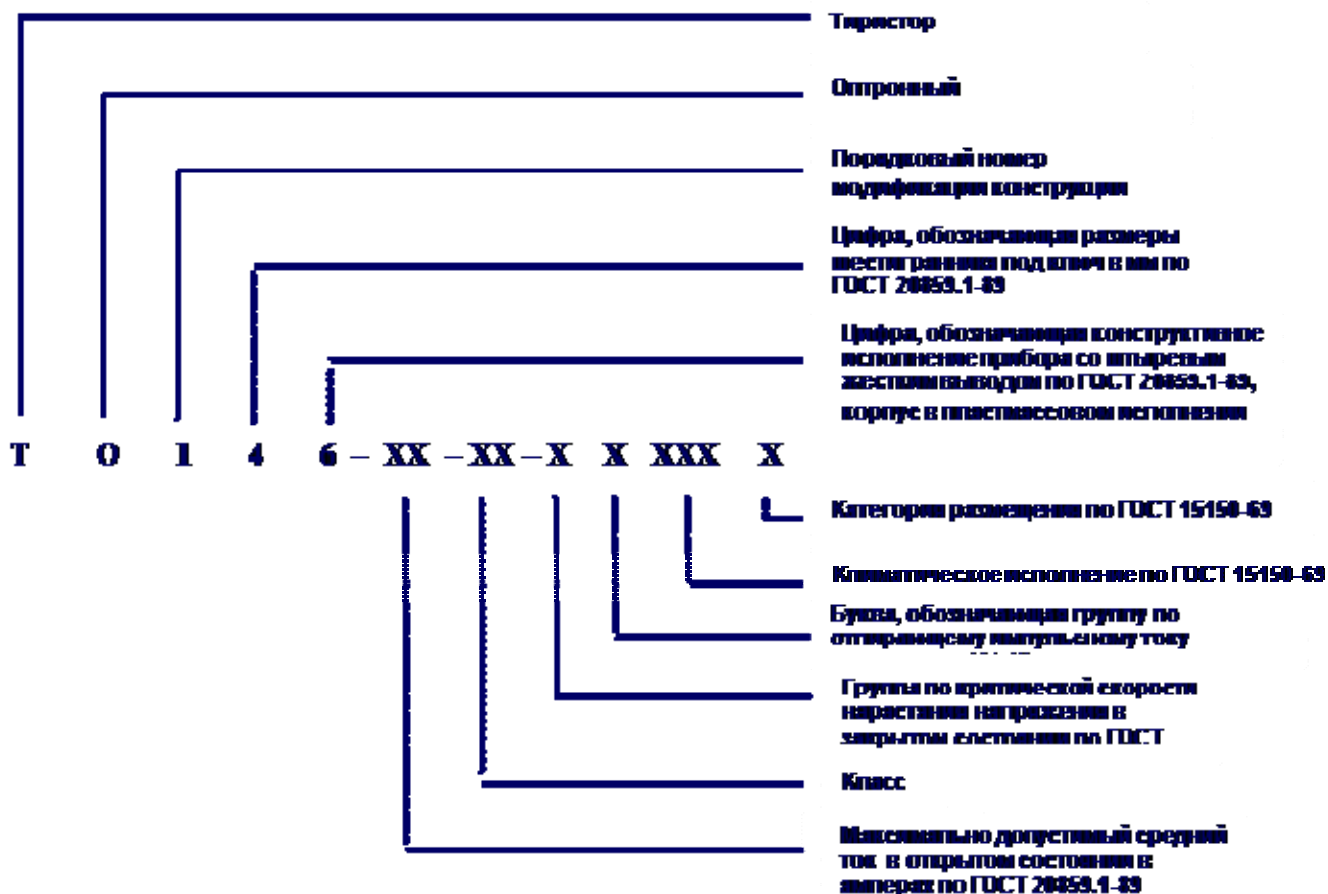 Тиристор
Оптронный
Порядковый номер
модификации конструкции
Цифра, обозначающая размеры
шестигранника под ключ в мм по
ГОСТ 20859.1-89
Цифра, обозначающая конструктивное
исполнение прибора со штыревым
жестким выводом по ГОСТ 20859.1-89,
корпус в пластмассовом исполнении
Т О 1 4 6 – XX – XX – X X XXX X
Категория размещения по ГОСТ 15150-69
Климатическое исполнение по ГОСТ 15150-69
Буква, обозначающая группу по
отпирающему импульсному току
Группы по критической скорости
нарастания напряжения в
закрытом состоянии по ГОСТ
Класс
Максимально допустимый средний
ток в открытом состоянии в
амперах по ГОСТ 20859.1-89